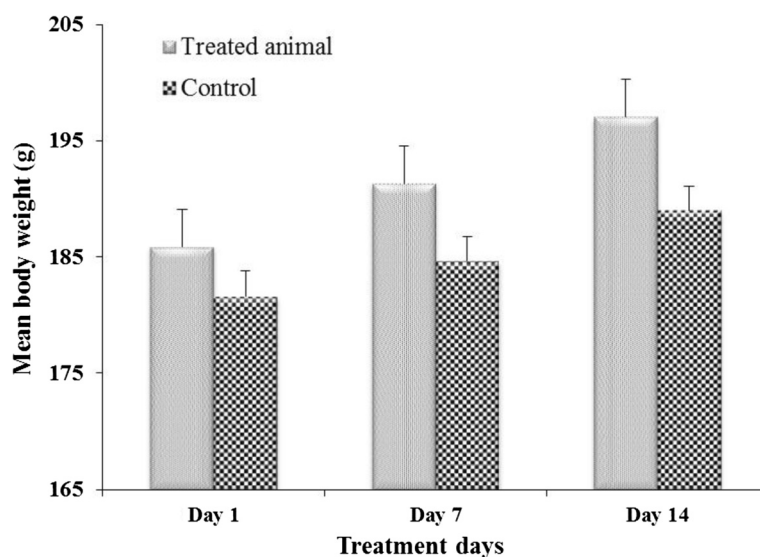 205
195
185
175
165
Mean body weight (g)
Treated animal
Control
Day 1
Day 7
Day 14
Treatment days